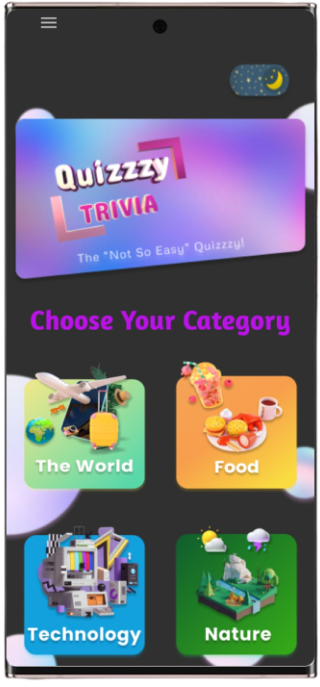 Quizzzy
TRIVIA
The "Not So Easy" Quizzzy!
Choose Your Category
The World
Food
Technology
Nature